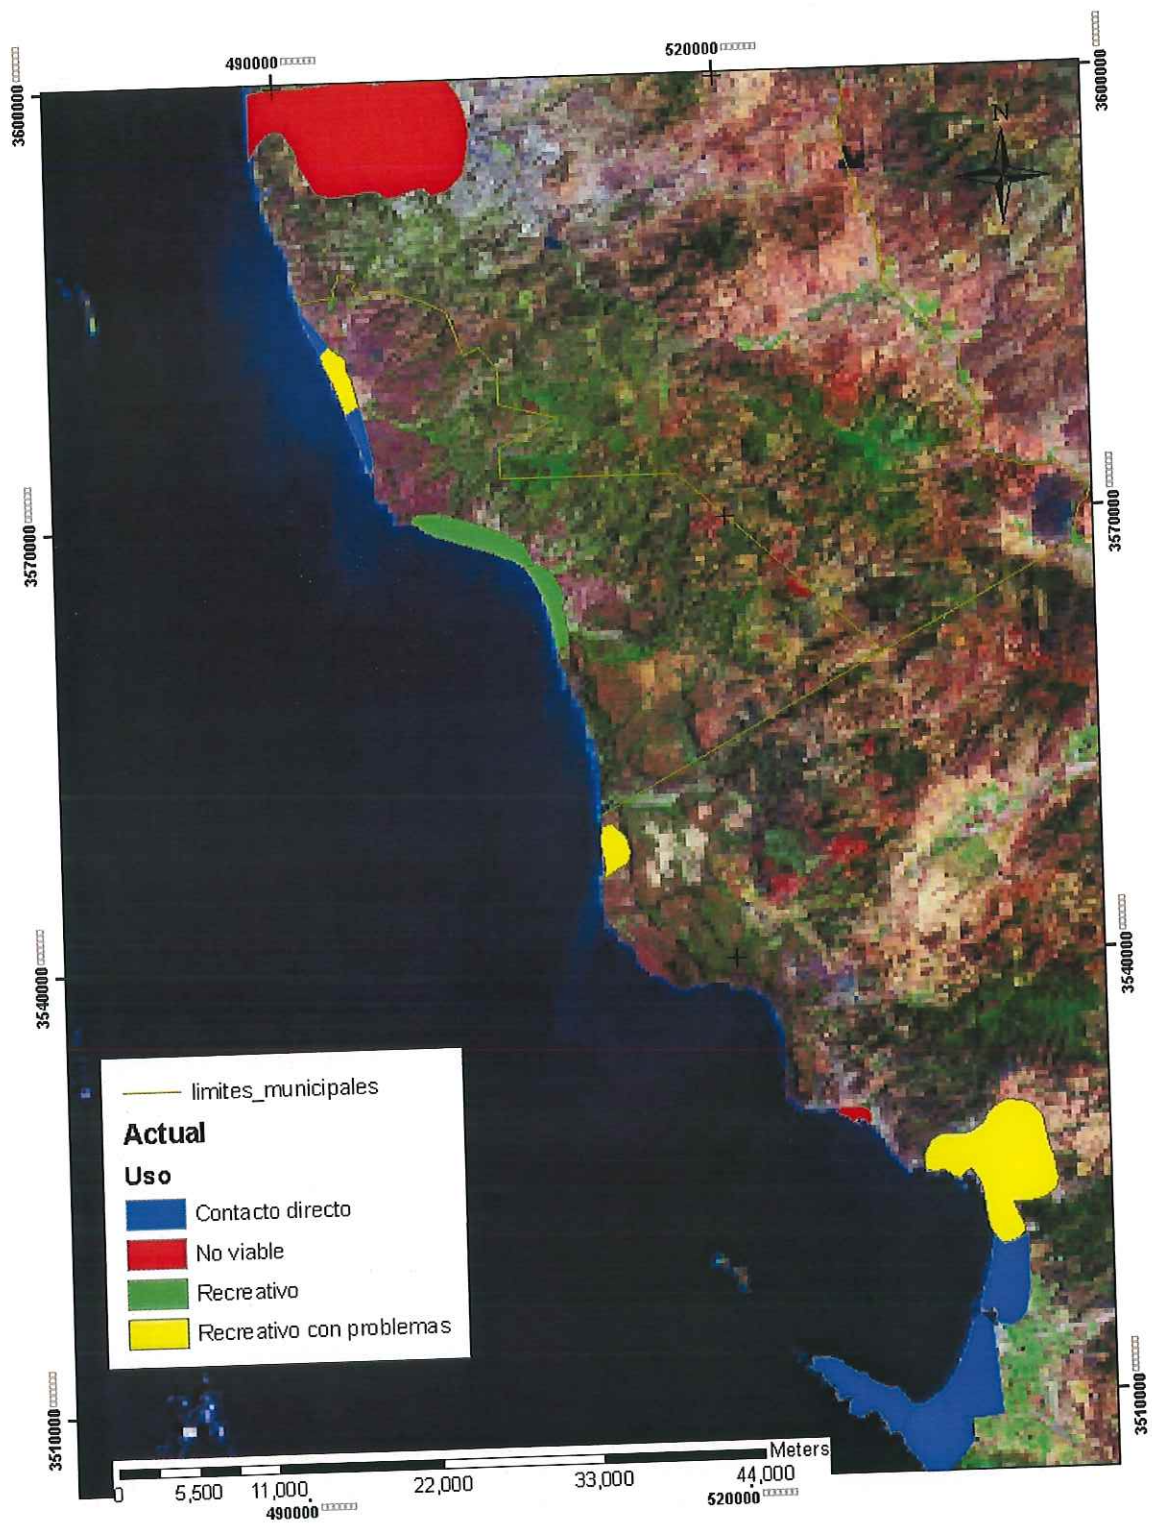 490000
520000
3600000
3600000
N
3570000
3570000
3540000
3540000
limites_municipales
Actual
Uso
Contacto directo
No viable
Recreativo
Recreativo con problemas
3510000
3510000
Meters
0 5,500 11,000 22,000 33,000 44,000
490000
520000